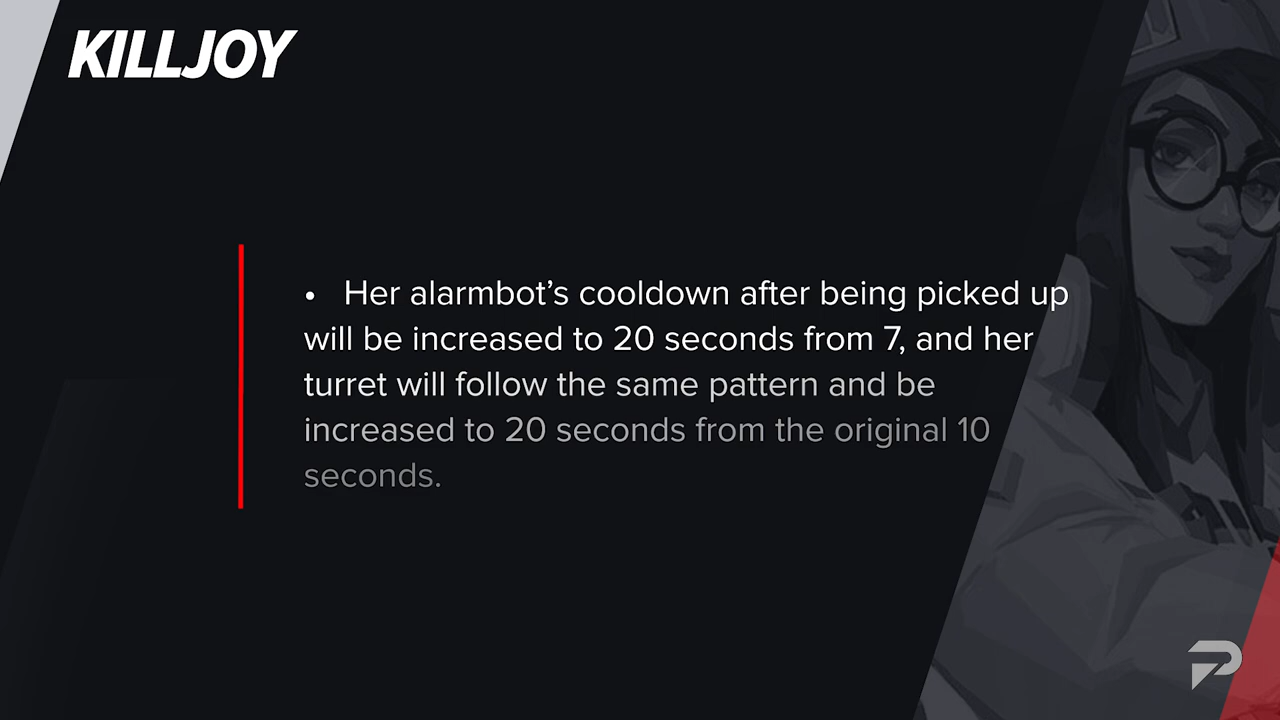 KILLJOY
• Her alarmbot’s cooldown after being picked up
will be increased to 20 seconds from 7, and her
turret will follow the same pattern and be
increased to 20 seconds from the original 10
seconds.